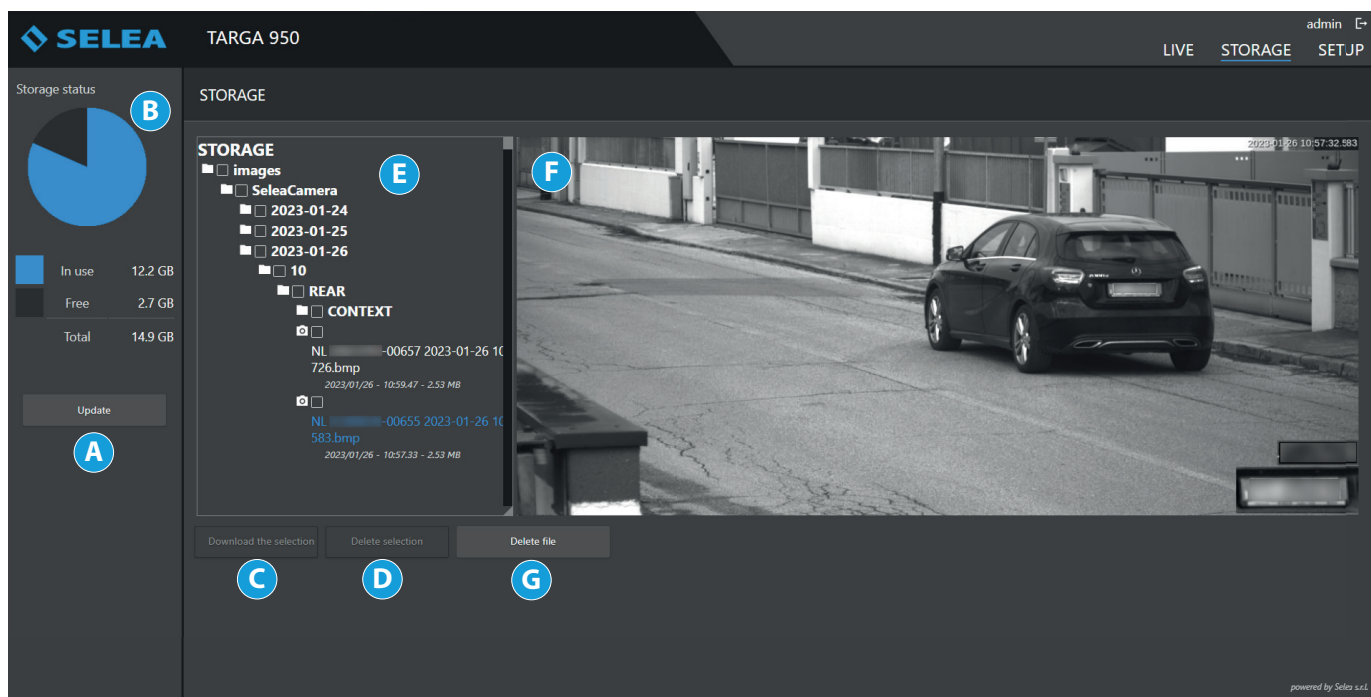 SELEA
TARGA 950
admin
LIVE STORAGE SETUP
Storage status
B
In use 12.2 GB
Free 2.7 GB
Total 14.9 GB
Update
A
STORAGE
STORAGE
E
images
SeleaCamera
2023-01-24
2023-01-25
2023-01-26
10
REAR
CONTEXT
NL -00657 2023-01-26 10
726.bmp
2023/01/26 - 10:59.47 - 2.53 MB
NL -00655 2023-01-26 10
583.bmp
2023/01/26 - 10:57.33 - 2.53 MB
F
2023-01-26 10:57:32.583
Download the selection
Delete selection
Delete file
C
D
G
powered by Selea s.r.l.